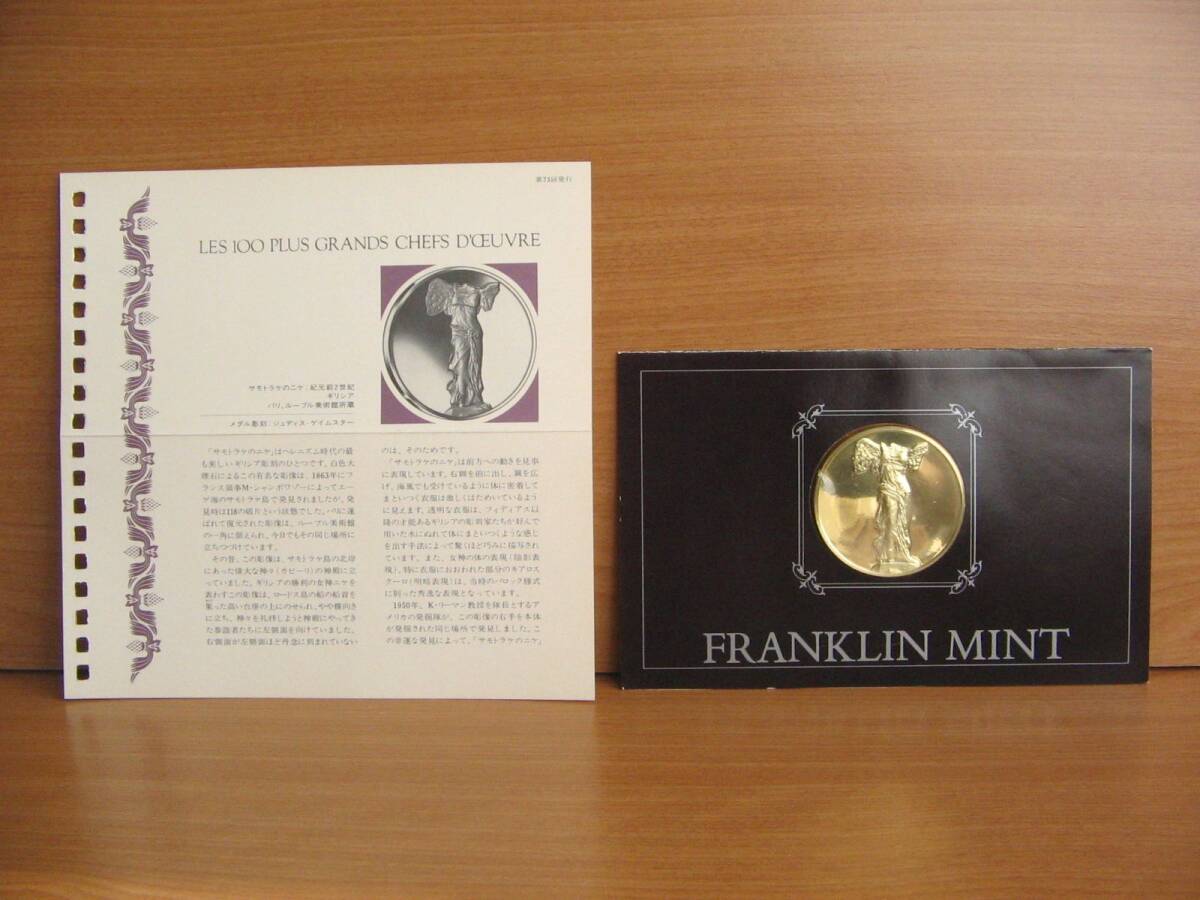 第73回発行
LES 100 PLUS GRANDS CHEFS D'ŒUVRE
サモトラケのニケ:紀元前2世紀
ギリシア
パリ、ルーブル美術館所蔵
メダル彫刻:ジュディス・ゲイムスター
「サモトラケのニケ」はヘレニズム時代の最
も美しいギリシア彫刻のひとつです。白色大
理石によるこの有名な彫像は、1863年にフ
ランス領事M・シャンポワゾーによってエー
ゲ海のサモトラケ島で発見されましたが、発
見時は118の破片という状態でした。パリに運
ばれて復元された彫像は、ルーブル美術館
の一角に据えられ、今日でもその同じ場所に
立ちつづけています。
その昔、この彫像は、サモトラケ島の北岸
にあった偉大な神々(カビーリ)の神殿に立
っていました。ギリシアの勝利の女神ニケを
表わすこの彫像は、ロードス島の船の船首を
象った高い台座の上にのせられ、やや横向き
に立ち、神々を礼拝しようと神殿にやってき
た参詣者たちに左側面を向けていました。
右側面が左側面ほど丹念に刻まれていない
のは、そのためです。
「サモトラケのニケ」は前方への動きを見事
に表現しています。右脚を前に出し、翼を広
げ、海風でも受けているように体に密着して
まといつく衣服は激しくはためいているよう
に見えます。透明な衣服は、フィディアス以
降の才能あるギリシアの彫刻家たちが好んで
用いた水にぬれて体にまといつくような感じ
を出す手法によって驚くほど巧みに描写され
ています。また、女神の体の表現(陰影表
現)、特に衣服におおわれた部分のキアロス
クーロ(明暗表現)は、当時のバロック様式
に則った秀逸な表現となっています。
1950年、K・リーマン教授を隊長とするア
メリカの発掘隊が、この彫像の右手を本体
が発掘された同じ場所で発見しました。こ
の幸運な発見によって、「サモトラケのニケ」
FRANKLIN MINT